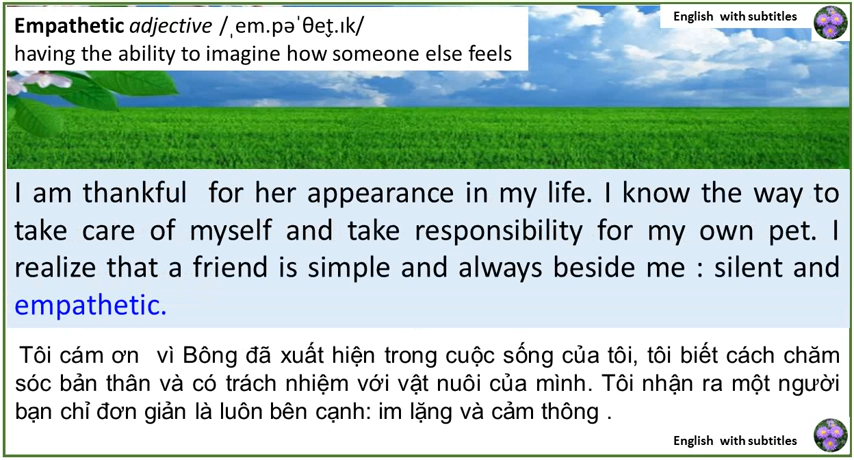 Empathetic adjective /ˌem.pəˈθet̬.ɪk/
having the ability to imagine how someone else feels
English with subtitles
I am thankful for her appearance in my life. I know the way to
take care of myself and take responsibility for my own pet. I
realize that a friend is simple and always beside me : silent and
empathetic.
Tôi cám ơn vì Bông đã xuất hiện trong cuộc sống của tôi, tôi biết cách chăm
sóc bản thân và có trách nhiệm với vật nuôi của mình. Tôi nhận ra một người
bạn chỉ đơn giản là luôn bên cạnh: im lặng và cảm thông .
English with subtitles